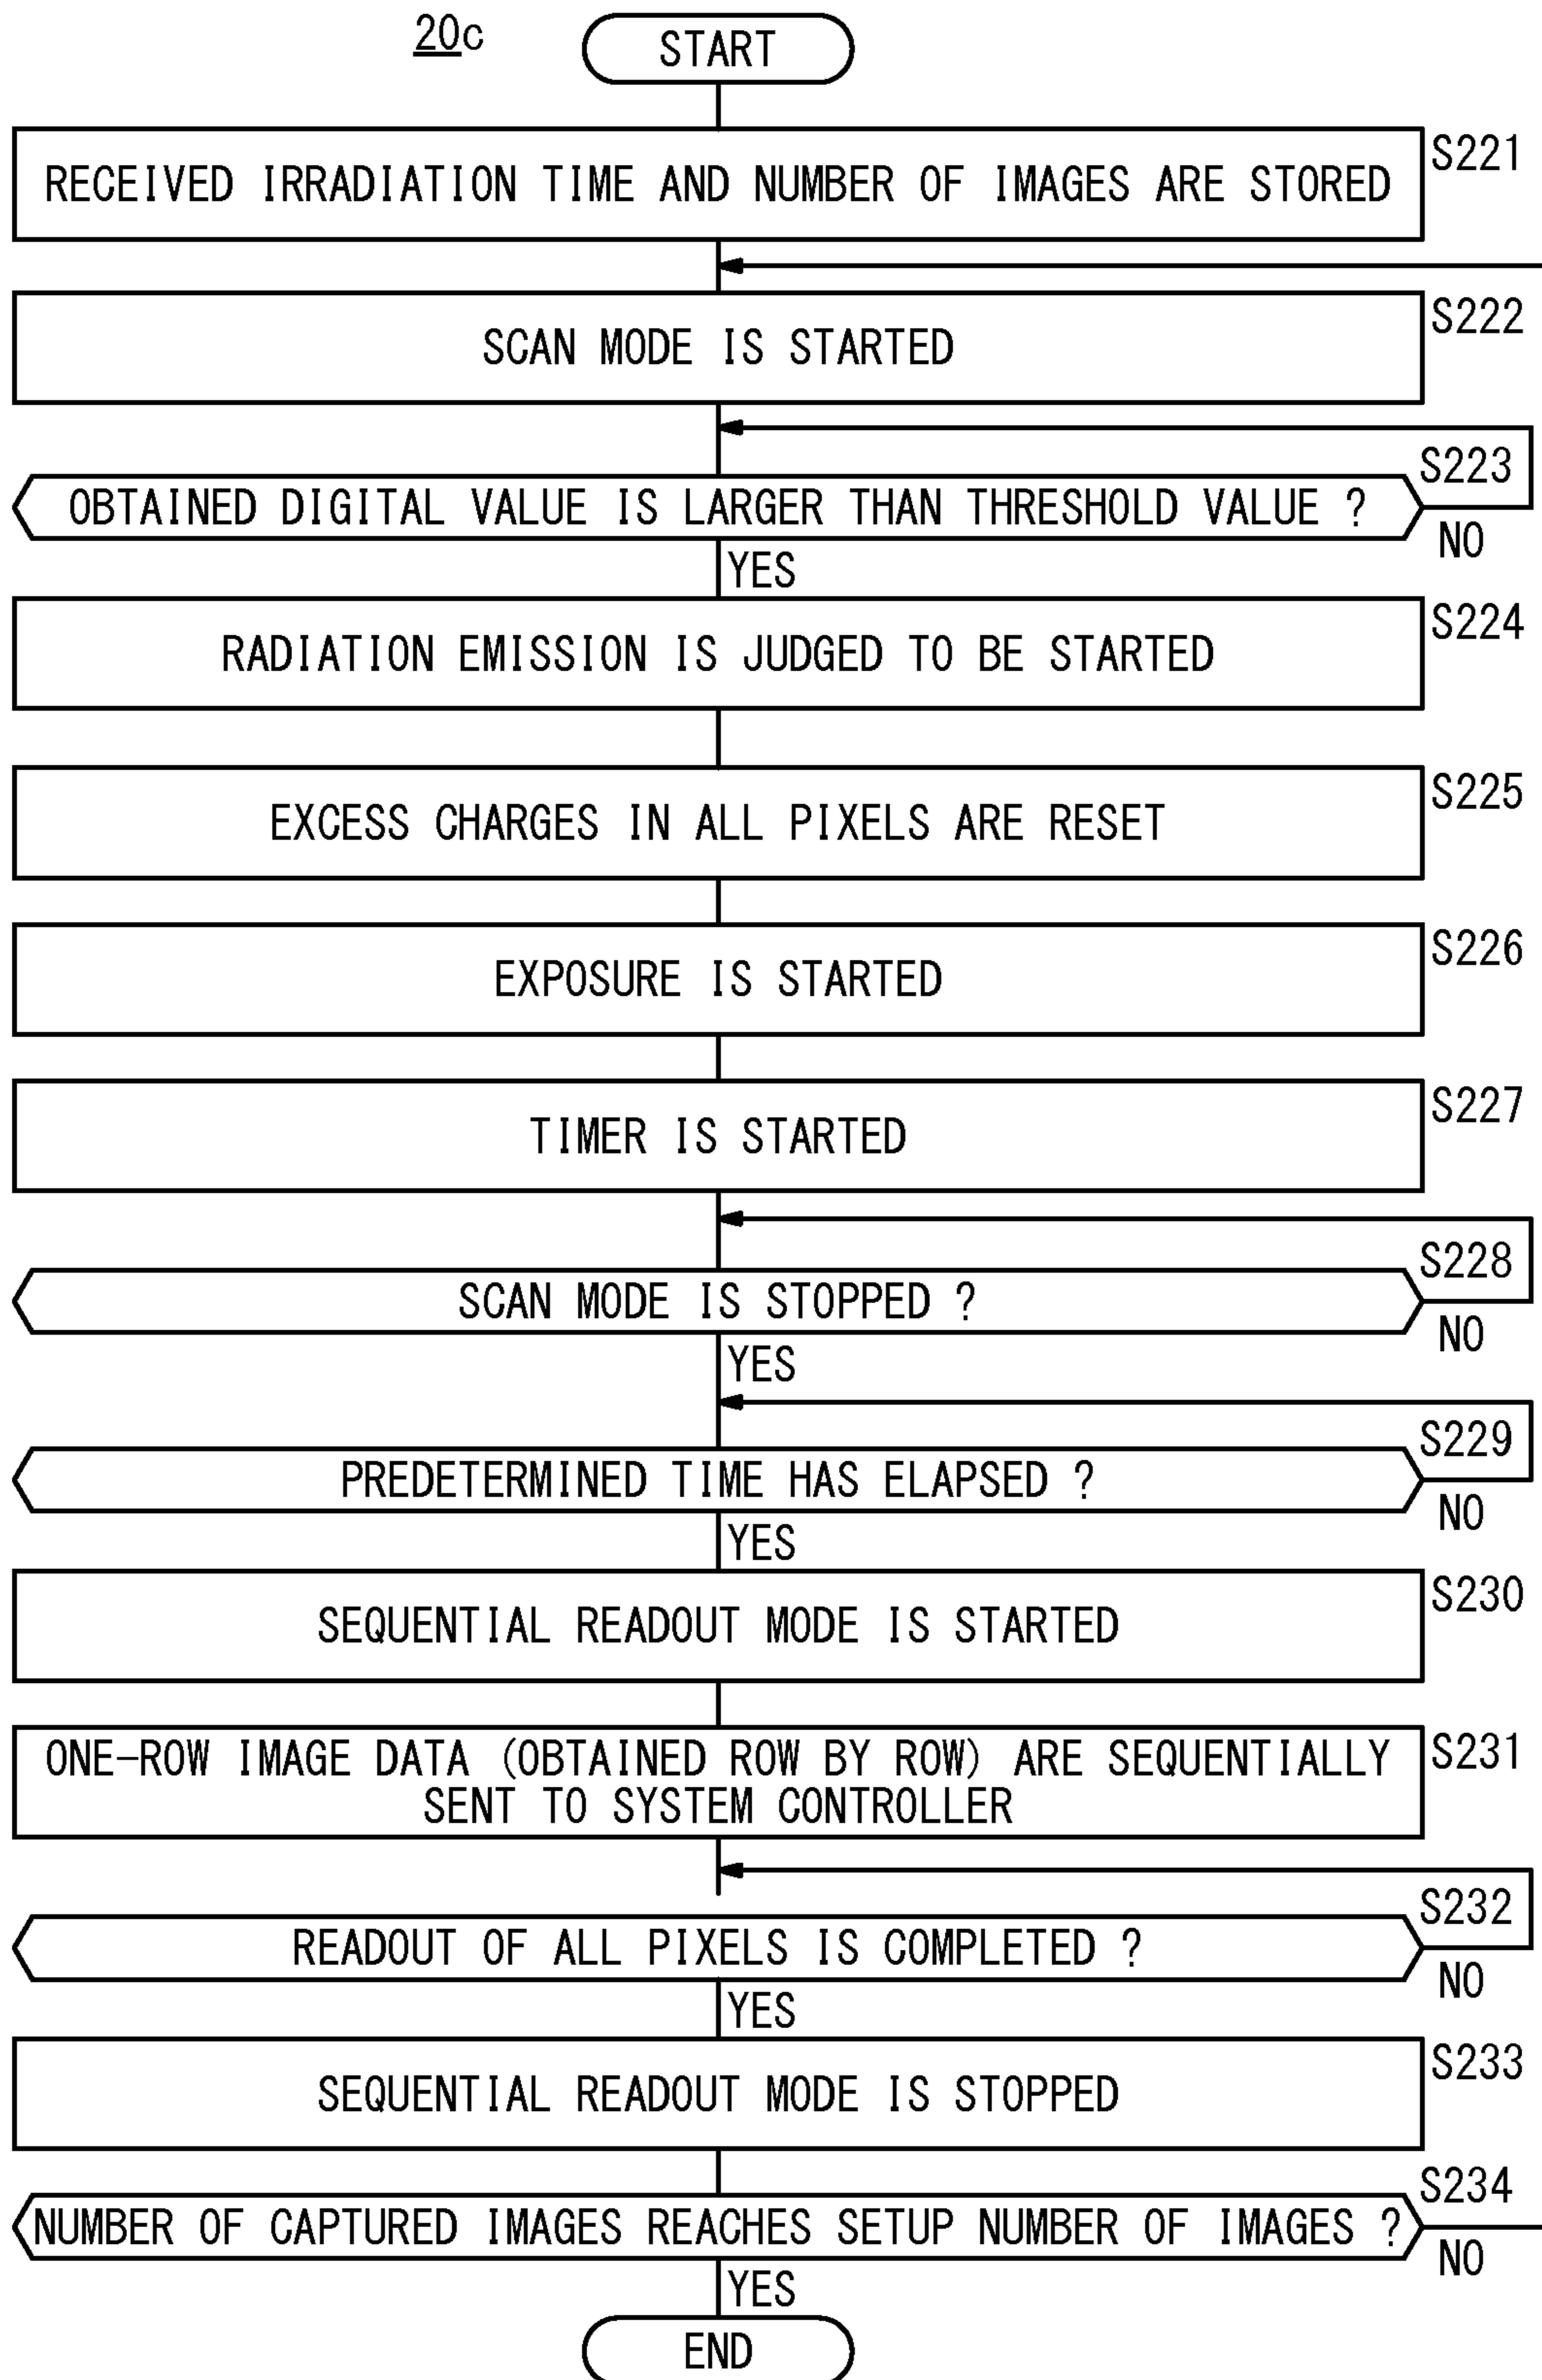 20c
START
RECEIVED IRRADIATION TIME AND NUMBER OF IMAGES ARE STORED
S221
SCAN MODE IS STARTED
S222
OBTAINED DIGITAL VALUE IS LARGER THAN THRESHOLD VALUE ?
S223
NO
YES
RADIATION EMISSION IS JUDGED TO BE STARTED
S224
EXCESS CHARGES IN ALL PIXELS ARE RESET
S225
EXPOSURE IS STARTED
S226
TIMER IS STARTED
S227
SCAN MODE IS STOPPED ?
S228
NO
YES
PREDETERMINED TIME HAS ELAPSED ?
S229
NO
YES
SEQUENTIAL READOUT MODE IS STARTED
S230
ONE-ROW IMAGE DATA (OBTAINED ROW BY ROW) ARE SEQUENTIALLY
SENT TO SYSTEM CONTROLLER
S231
READOUT OF ALL PIXELS IS COMPLETED ?
S232
NO
YES
SEQUENTIAL READOUT MODE IS STOPPED
S233
NUMBER OF CAPTURED IMAGES REACHES SETUP NUMBER OF IMAGES ?
S234
NO
YES
END